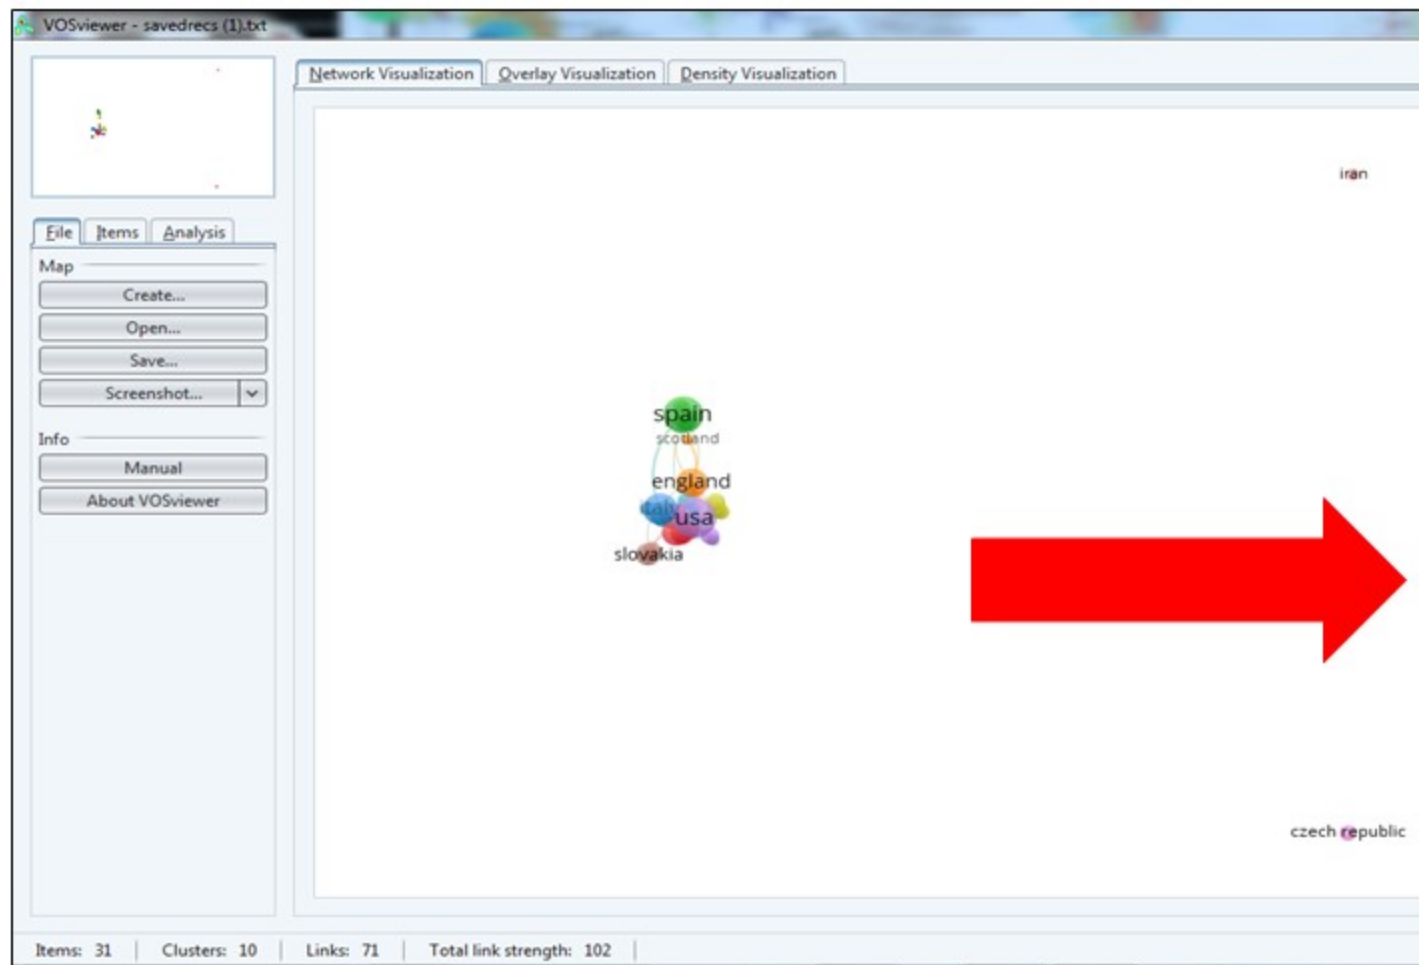 VOSviewer - savedrecs (1).txt
Network Visualization Overlay Visualization Density Visualization
File Items Analysis
Map
Create...
Open...
Save...
Screenshot...
Info
Manual
About VOSviewer
iran
spain
scotland
england
italy
usa
slovakia
czech republic
Items: 31 Clusters: 10 Links: 71 Total link strength: 102